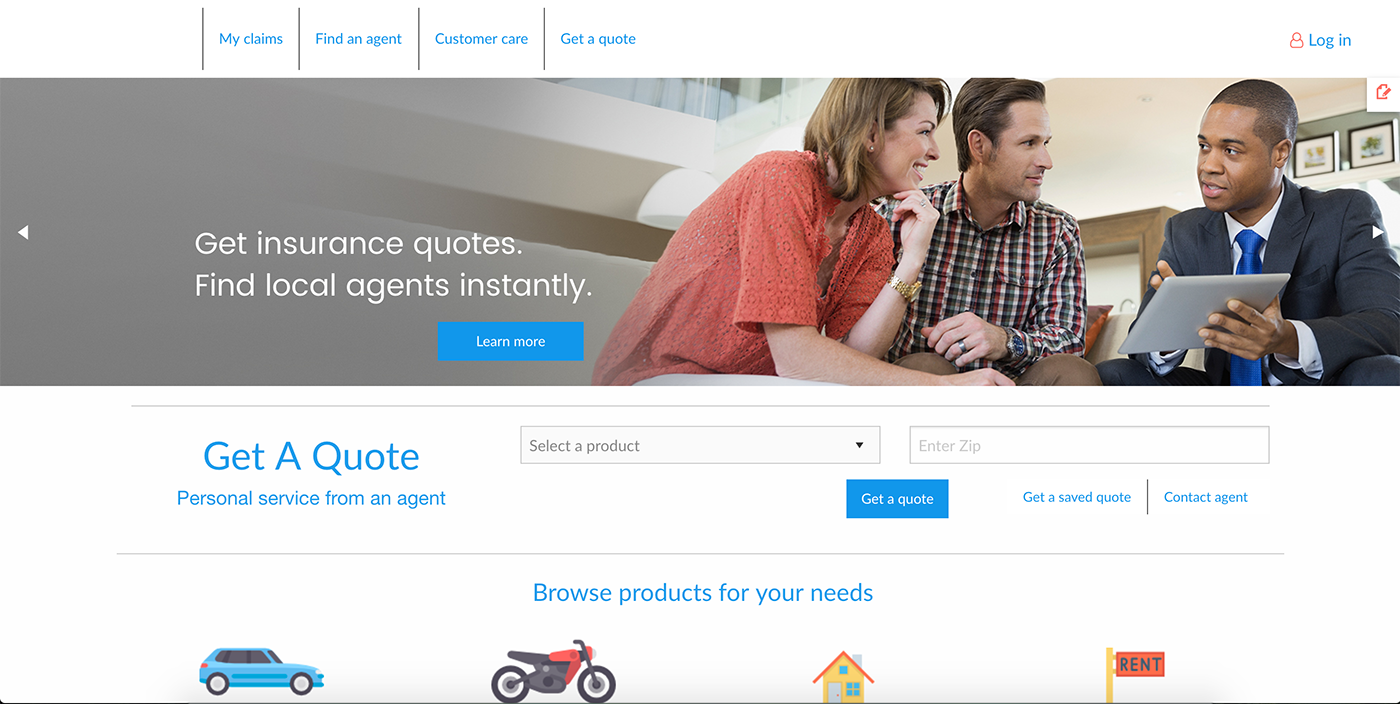 My claims
Find an agent
Customer care
Get a quote
Log in
Get insurance quotes.
Find local agents instantly.
Learn more
Get A Quote
Personal service from an agent
Select a product
Enter Zip
Get a quote
Get a saved quote
Contact agent
Browse products for your needs
RENT